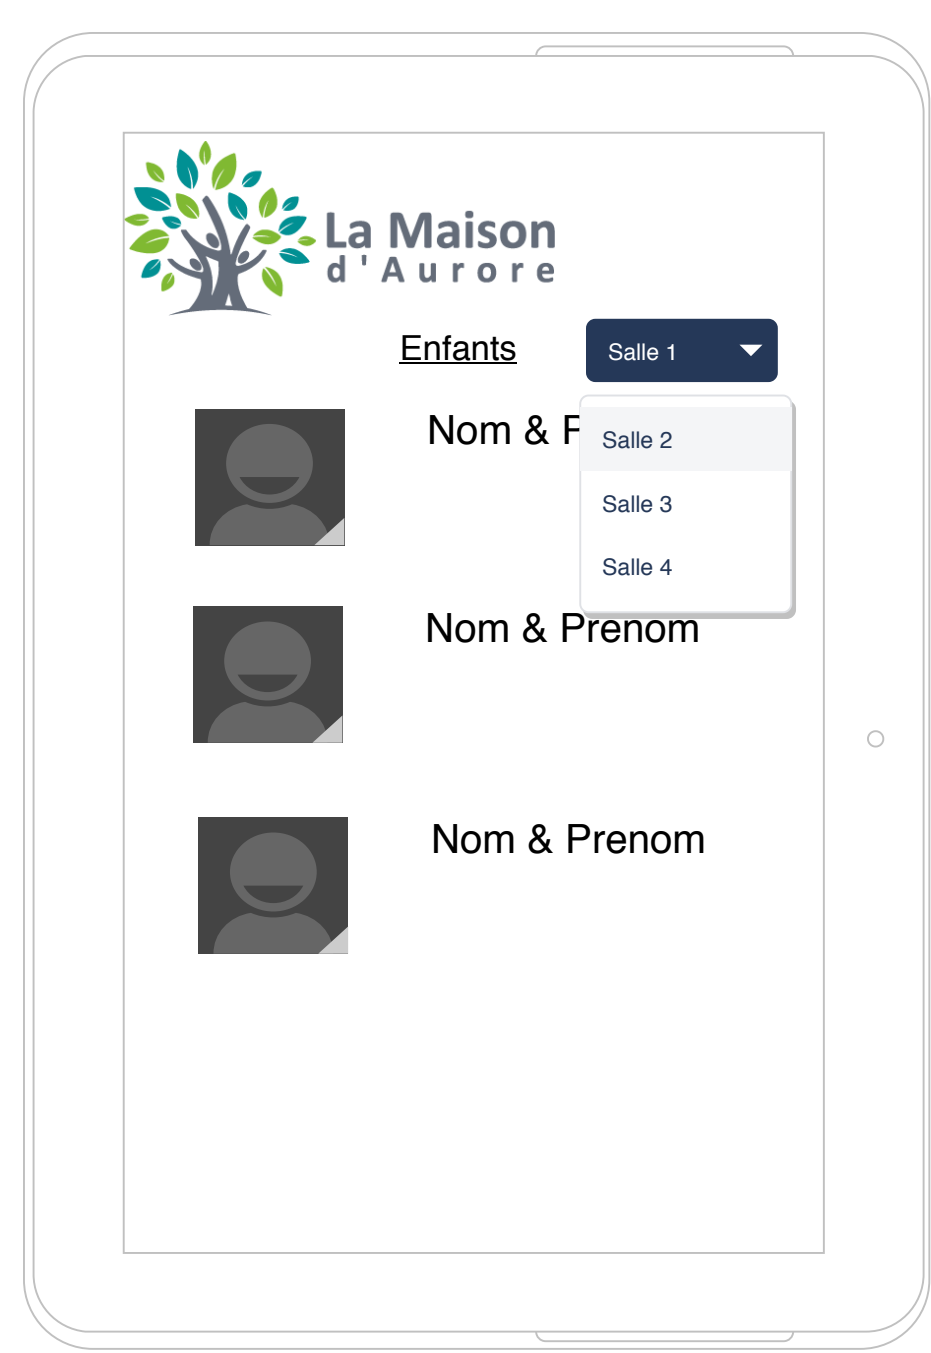 La Maison
d'Aurore
Enfants
Salle 1
Nom & P
Salle 2
Salle 3
Salle 4
Nom & Prenom
Nom & Prenom